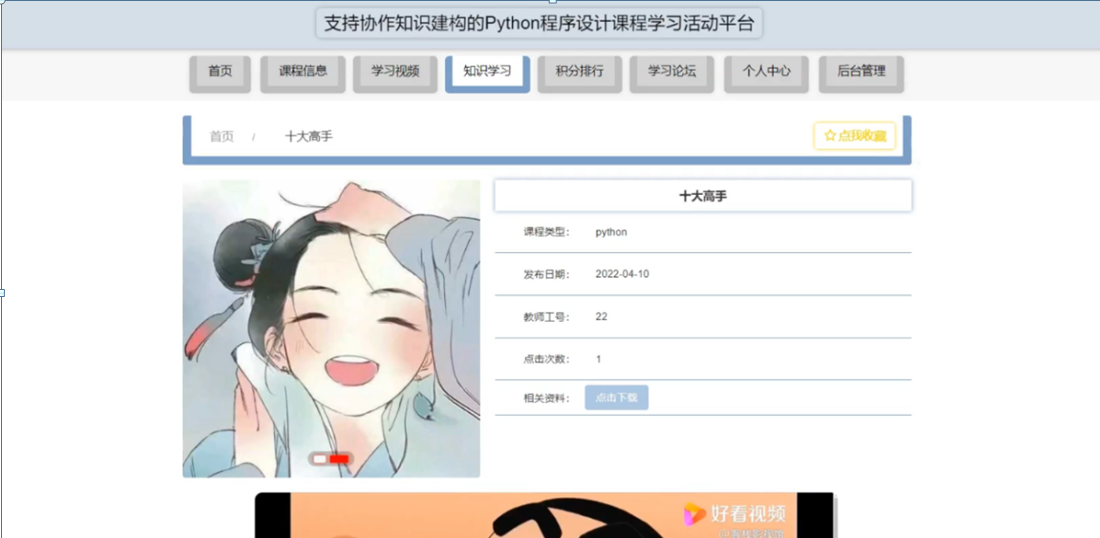 支持协作知识建构的Python程序设计课程学习活动平台
首页 课程信息 学习视频 知识学习 积分排行 学习论坛 个人中心 后台管理
首页 / 十大高手 点我收藏
十大高手
课程类型： python
发布日期： 2022-04-10
教师工号： 22
点击次数： 1
相关资料： 点击下载
好看视频